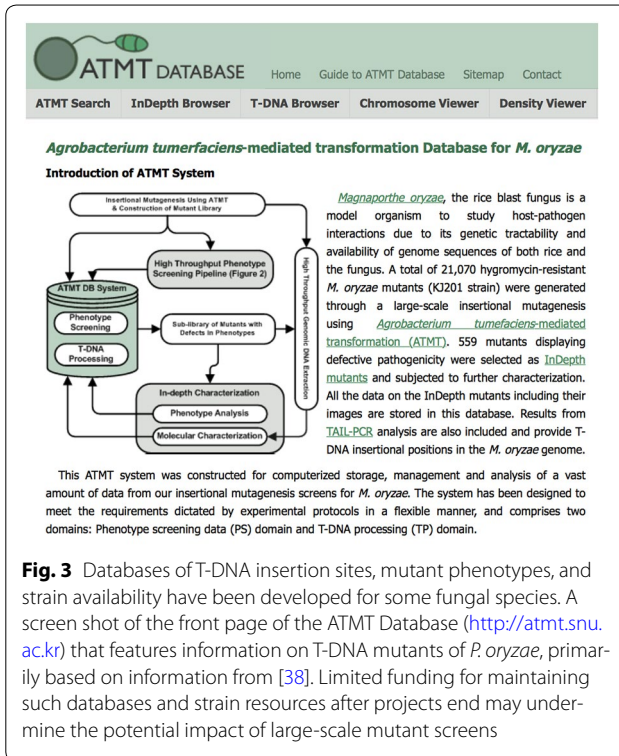 ATMT DATABASE
Home Guide to ATMT Database Sitemap Contact
ATMT Search InDepth Browser T-DNA Browser Chromosome Viewer Density Viewer
Agrobacterium tumerfaciens-mediated transformation Database for M. oryzae
Introduction of ATMT System
Insertional Mutagenesis Using ATMT
& Construction of Mutant Library
High Throughput Phenotype
Screening Pipeline (Figure 2)
ATMT DB System
Phenotype
Screening
T-DNA
Processing
Sub-library of Mutants with
Defects in Phenotypes
High Throughput Genomic DNA Extraction
In-depth Characterization
Phenotype Analysis
Molecular Characterization
Magnaporthe oryzae, the rice blast fungus is a
model organism to study host-pathogen
interactions due to its genetic tractability and
availability of genome sequences of both rice and
the fungus. A total of 21,070 hygromycin-resistant
M. oryzae mutants (KJ201 strain) were generated
through a large-scale insertional mutagenesis
using Agrobacterium tumefaciens-mediated
transformation (ATMT). 559 mutants displaying
defective pathogenicity were selected as InDepth
mutants and subjected to further characterization.
All the data on the InDepth mutants including their
images are stored in this database. Results from
TAIL-PCR analysis are also included and provide T-
DNA insertional positions in the M. oryzae genome.
This ATMT system was constructed for computerized storage, management and analysis of a vast
amount of data from our insertional mutagenesis screens for M. oryzae. The system has been designed to
meet the requirements dictated by experimental protocols in a flexible manner, and comprises two
domains: Phenotype screening data (PS) domain and T-DNA processing (TP) domain.
Fig. 3 Databases of T-DNA insertion sites, mutant phenotypes, and
strain availability have been developed for some fungal species. A
screen shot of the front page of the ATMT Database (http://atmt.snu.
ac.kr) that features information on T-DNA mutants of P. oryzae, primar-
ily based on information from [38]. Limited funding for maintaining
such databases and strain resources after projects end may under-
mine the potential impact of large-scale mutant screens